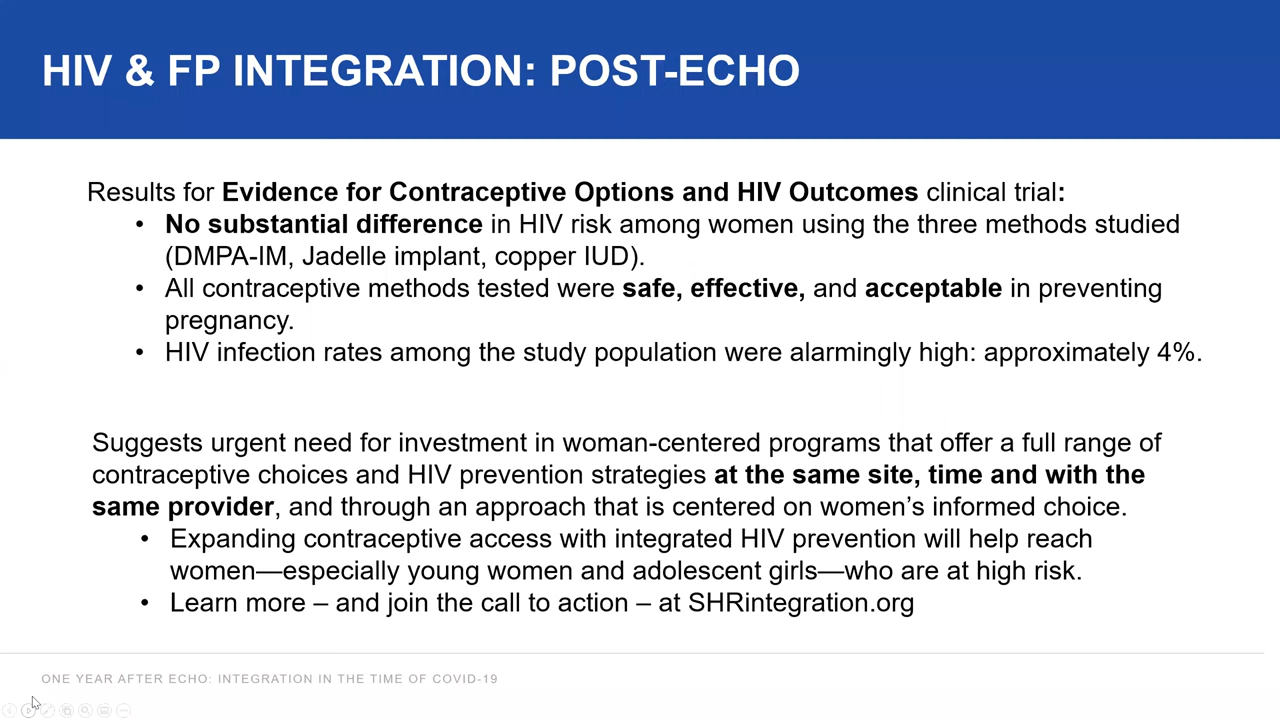 HIV & FP INTEGRATION: POST-ECHO
Results for Evidence for Contraceptive Options and HIV Outcomes clinical trial:
• No substantial difference in HIV risk among women using the three methods studied
(DMPA-IM, Jadelle implant, copper IUD).
• All contraceptive methods tested were safe, effective, and acceptable in preventing
pregnancy.
• HIV infection rates among the study population were alarmingly high: approximately 4%.
Suggests urgent need for investment in woman-centered programs that offer a full range of
contraceptive choices and HIV prevention strategies at the same site, time and with the
same provider, and through an approach that is centered on women’s informed choice.
• Expanding contraceptive access with integrated HIV prevention will help reach
women—especially young women and adolescent girls—who are at high risk.
• Learn more – and join the call to action – at SHRintegration.org
ONE YEAR AFTER ECHO: INTEGRATION IN THE TIME OF COVID-19